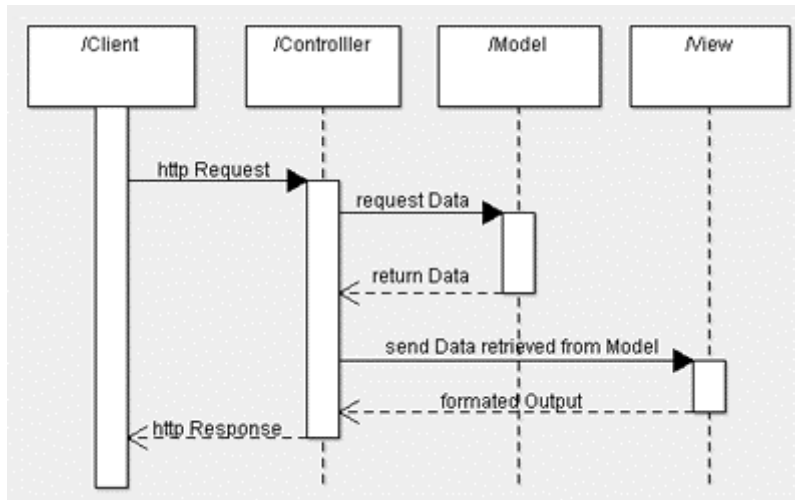 /Client
/Controlller
/Model
/View
http Request
request Data
return Data
send Data retrieved from Model
formated Output
http Response